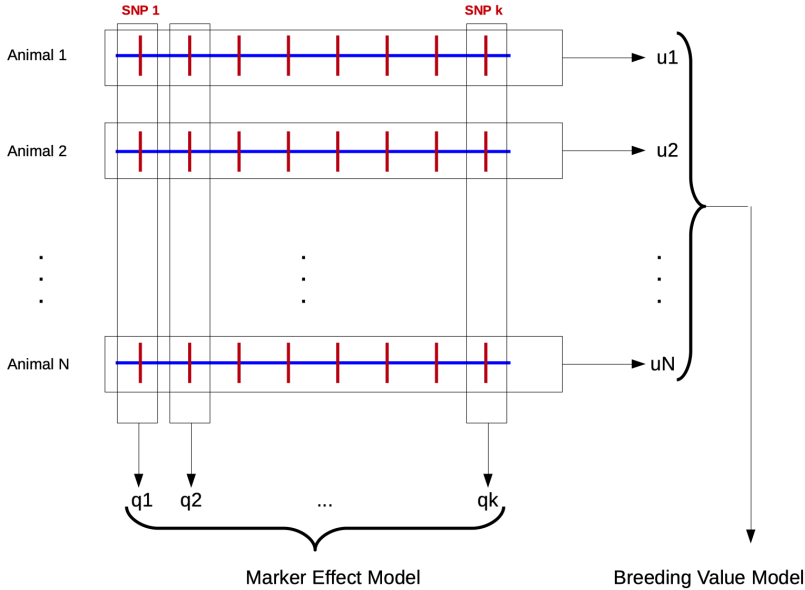 SNP 1
SNP k
Animal 1
u1
Animal 2
u2
.
.
.
.
.
.
.
.
.
Animal N
uN
q1
q2
...
qk
Marker Effect Model
Breeding Value Model